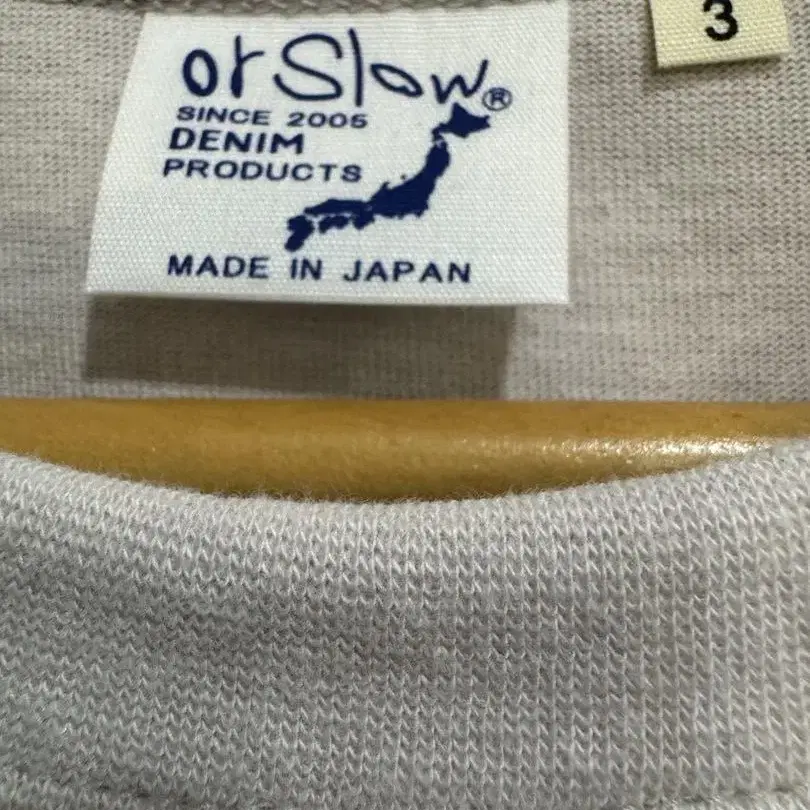 orSlow®
SINCE 2005
DENIM
PRODUCTS
MADE IN JAPAN
3